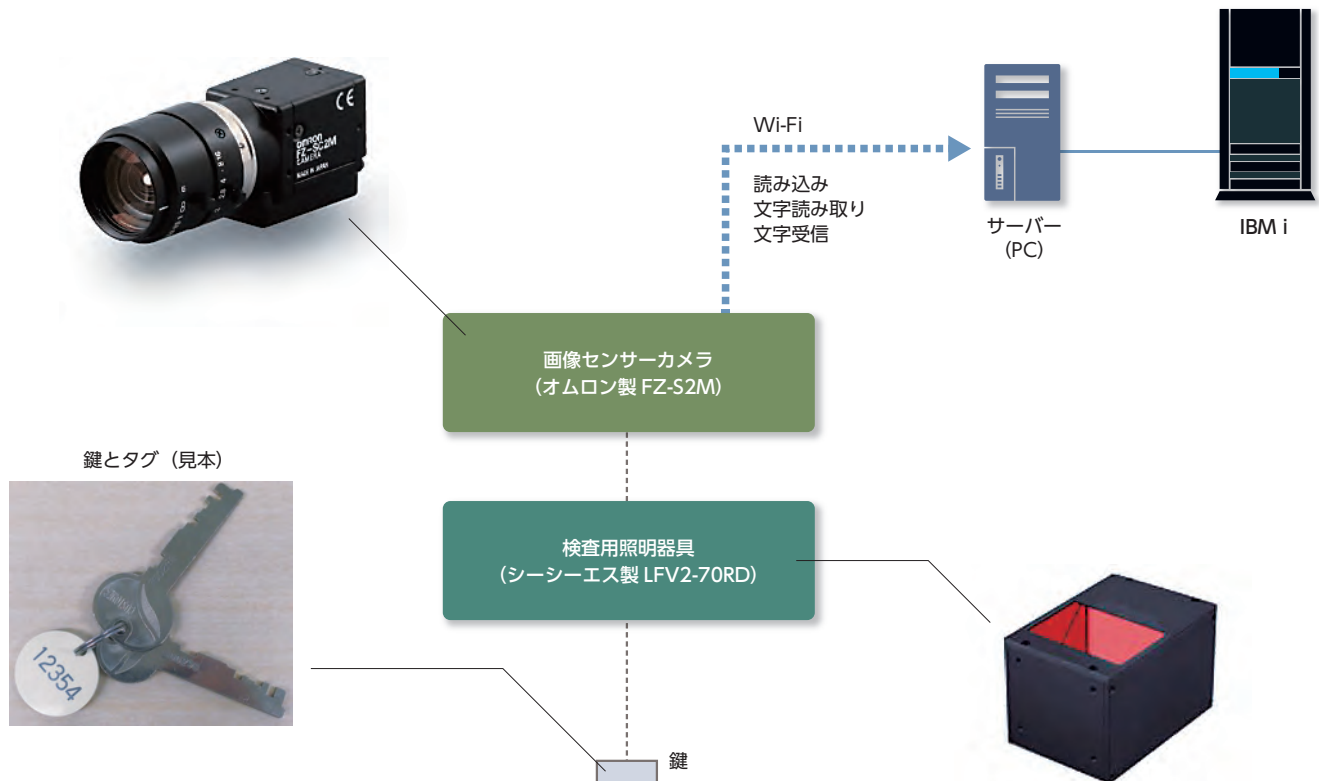 CE
omron
FZ-SC2M
CAMERA
MADE IN JAPAN
Wi-Fi
読み込み
文字読み取り
文字受信
サーバー
(PC)
IBM i
画像センサーカメラ
（オムロン製 FZ-S2M）
鍵とタグ（見本）
12354
検査用照明器具
（シーシーエス製 LFV2-70RD）
鍵